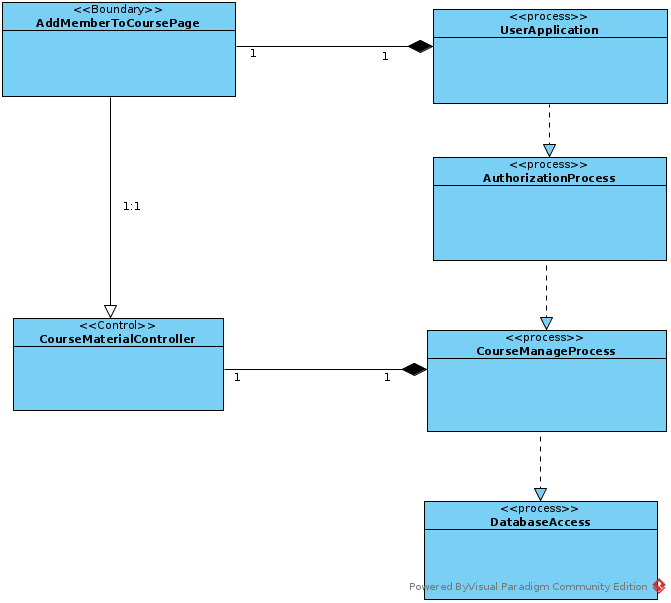 <<Boundary>>
AddMemberToCoursePage
<<process>>
UserApplication
1
1
<<process>>
AuthorizationProcess
1:1
<<Control>>
CourseMaterialController
<<process>>
CourseManageProcess
1
1
<<process>>
DatabaseAccess
Powered ByVisual Paradigm Community Edition